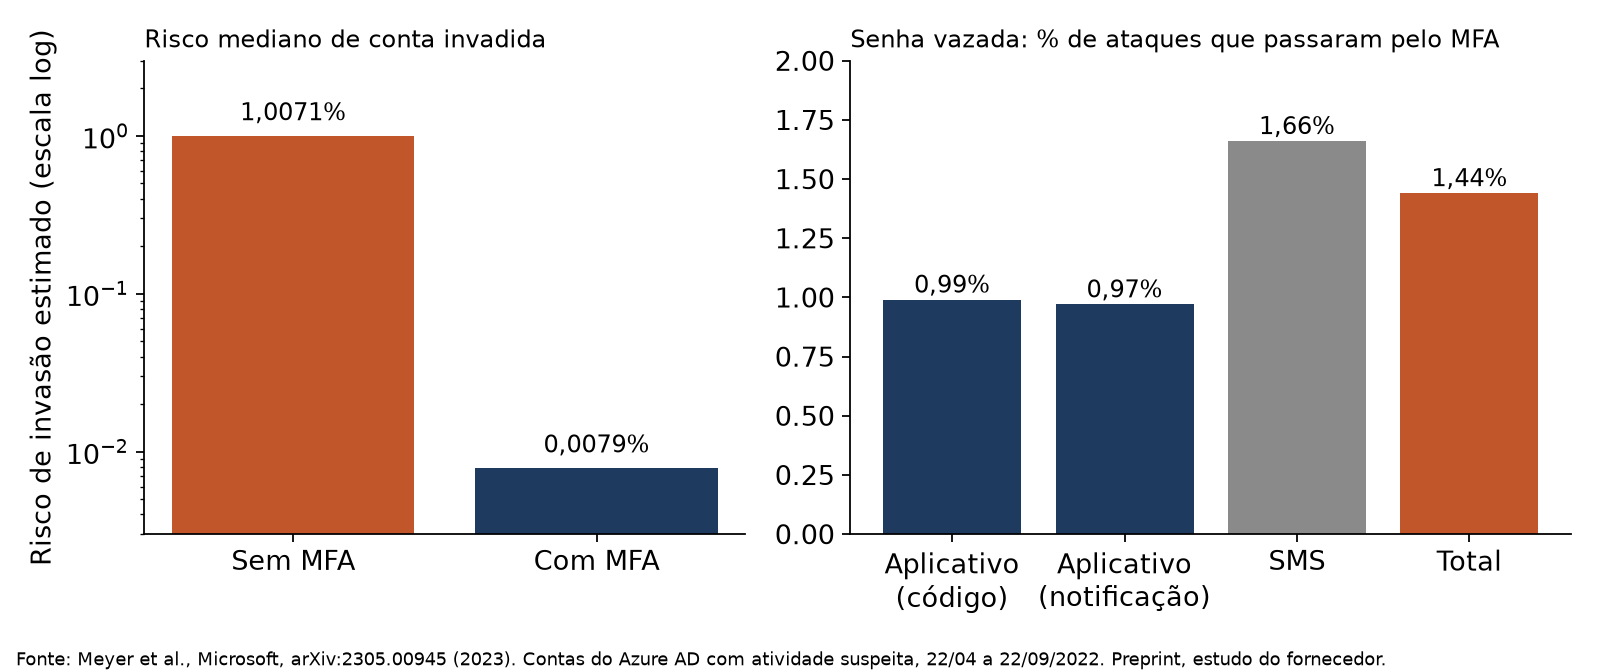 Risco mediano de conta invadida
Risco de invasão estimado (escala log)
10⁰
10⁻¹
10⁻²
1,0071%
0,0079%
Sem MFA
Com MFA
Senha vazada: % de ataques que passaram pelo MFA
2.00
1.75
1.50
1.25
1.00
0.75
0.50
0.25
0.00
0,99%
0,97%
1,66%
1,44%
Aplicativo
(código)
Aplicativo
(notificação)
SMS
Total
Fonte: Meyer et al., Microsoft, arXiv:2305.00945 (2023). Contas do Azure AD com atividade suspeita, 22/04 a 22/09/2022. Preprint, estudo do fornecedor.